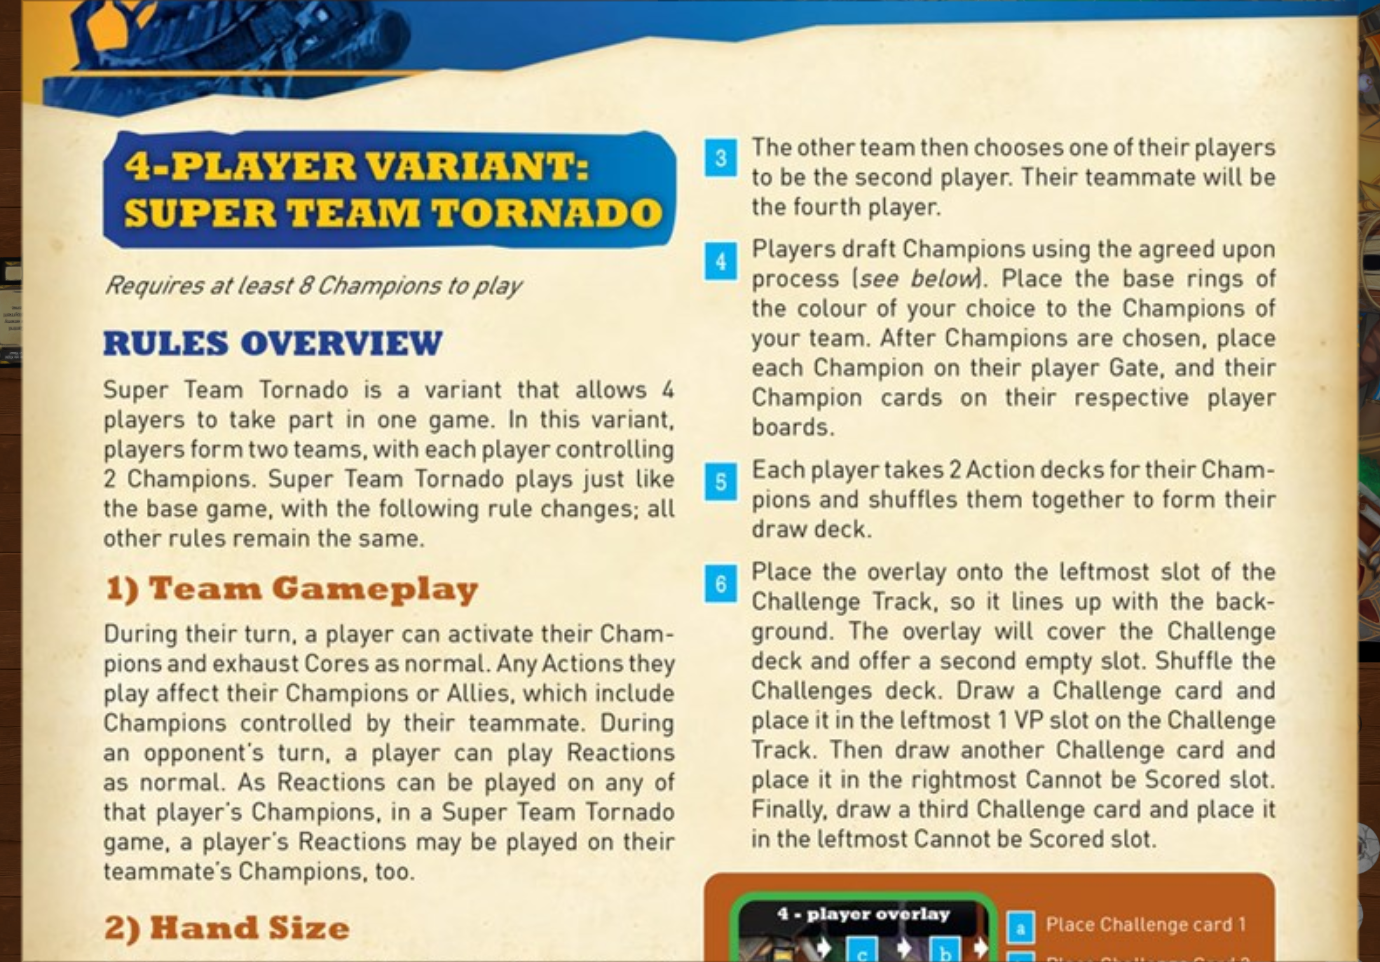 4-PLAYER VARIANT:
SUPER TEAM TORNADO
Requires at least 8 Champions to play
RULES OVERVIEW
Super Team Tornado is a variant that allows 4
players to take part in one game. In this variant,
players form two teams, with each player controlling
2 Champions. Super Team Tornado plays just like
the base game, with the following rule changes; all
other rules remain the same.
1) Team Gameplay
During their turn, a player can activate their Cham-
pions and exhaust Cores as normal. Any Actions they
play affect their Champions or Allies, which include
Champions controlled by their teammate. During
an opponent's turn, a player can play Reactions
as normal. As Reactions can be played on any of
that player's Champions, in a Super Team Tornado
game, a player's Reactions may be played on their
teammate's Champions, too.
2) Hand Size
3 The other team then chooses one of their players
to be the second player. Their teammate will be
the fourth player.
4 Players draft Champions using the agreed upon
process (see below). Place the base rings of
the colour of your choice to the Champions of
your team. After Champions are chosen, place
each Champion on their player Gate, and their
Champion cards on their respective player
boards.
5 Each player takes 2 Action decks for their Cham-
pions and shuffles them together to form their
draw deck.
6 Place the overlay onto the leftmost slot of the
Challenge Track, so it lines up with the back-
ground. The overlay will cover the Challenge
deck and offer a second empty slot. Shuffle the
Challenges deck. Draw a Challenge card and
place it in the leftmost 1 VP slot on the Challenge
Track. Then draw another Challenge card and
place it in the rightmost Cannot be Scored slot.
Finally, draw a third Challenge card and place it
in the leftmost Cannot be Scored slot.
4 - player overlay
c b
a Place Challenge card 1